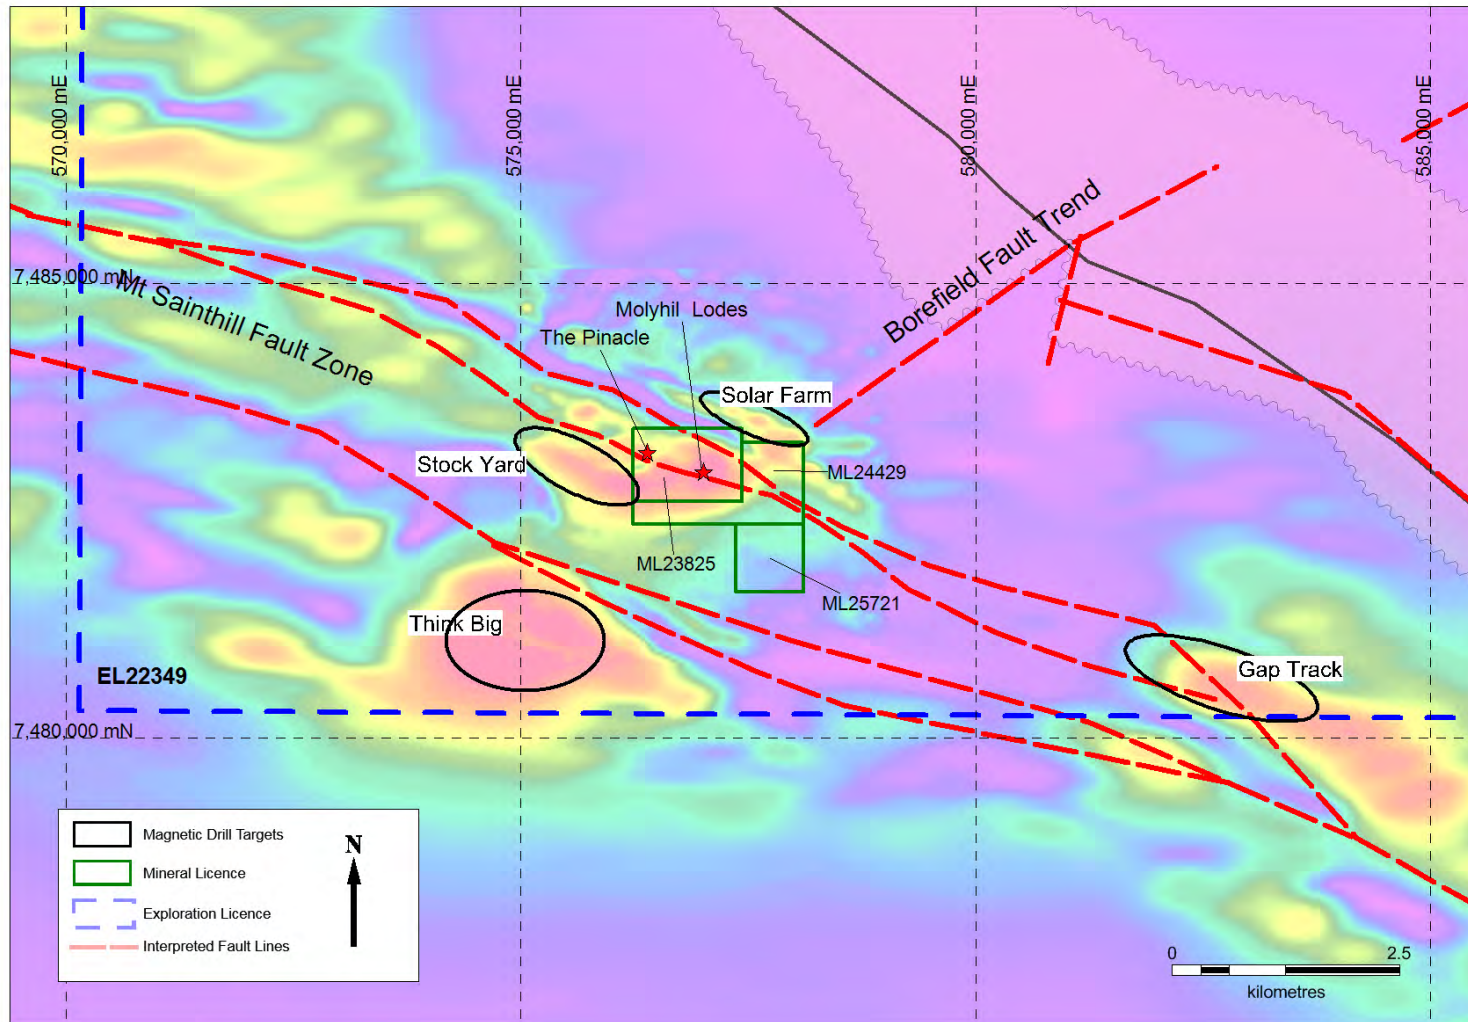 570,000 mE
575,000 mE
580,000 mE
585,000 mE
7,485,000 mN
Mt Sainthill Fault Zone
Borefield Fault Trend
Molyhil Lodes
The Pinacle
Solar Farm
Stock Yard
ML24429
ML23825
ML25721
Think Big
Gap Track
EL22349
7,480,000 mN
Magnetic Drill Targets
Mineral Licence
Exploration Licence
Interpreted Fault Lines
N
0 2.5
kilometres